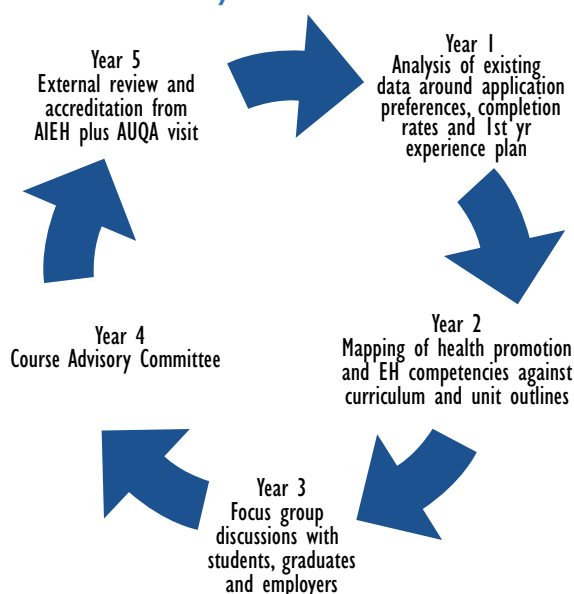 Year 1
Analysis of existing
data around application
preferences, completion
rates and 1st yr
experience plan
Year 2
Mapping of health promotion
and EH competencies against
curriculum and unit outlines
Year 3
Focus group
discussions with
students, graduates
and employers
Year 4
Course Advisory Committee
Year 5
External review and
accreditation from
AIEH plus AUQA visit